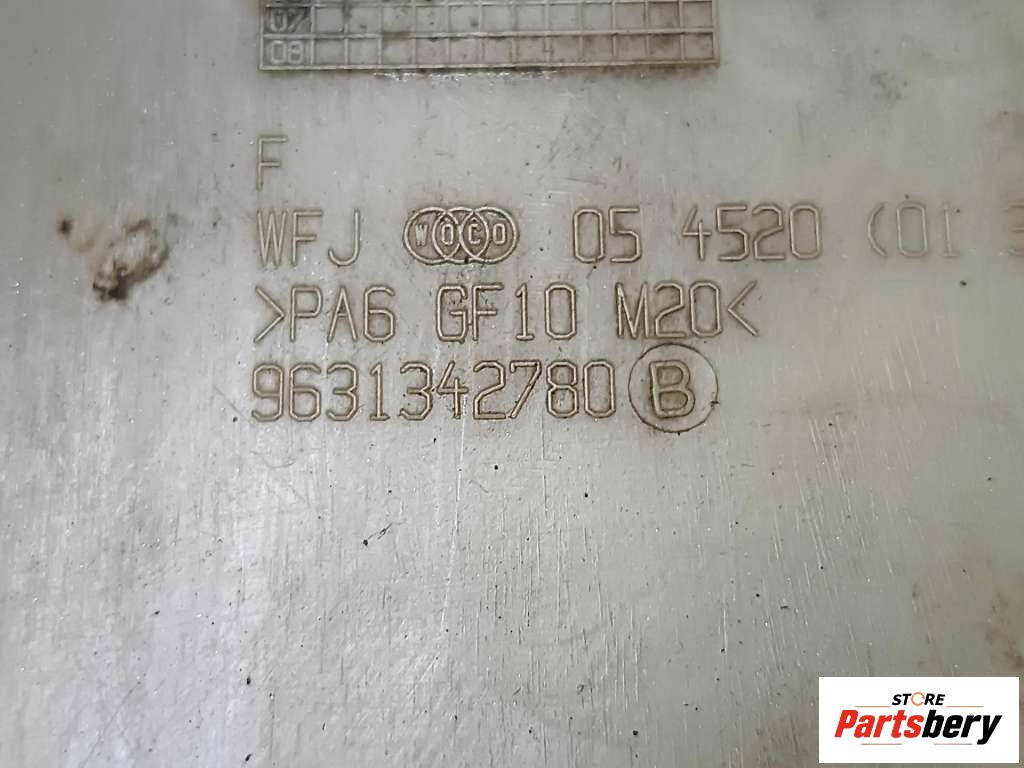 07
08
F
WFJ WOCO 05 4520 (01
>PA6 GF10 M20<
9631342780 B
STORE
Partsbery